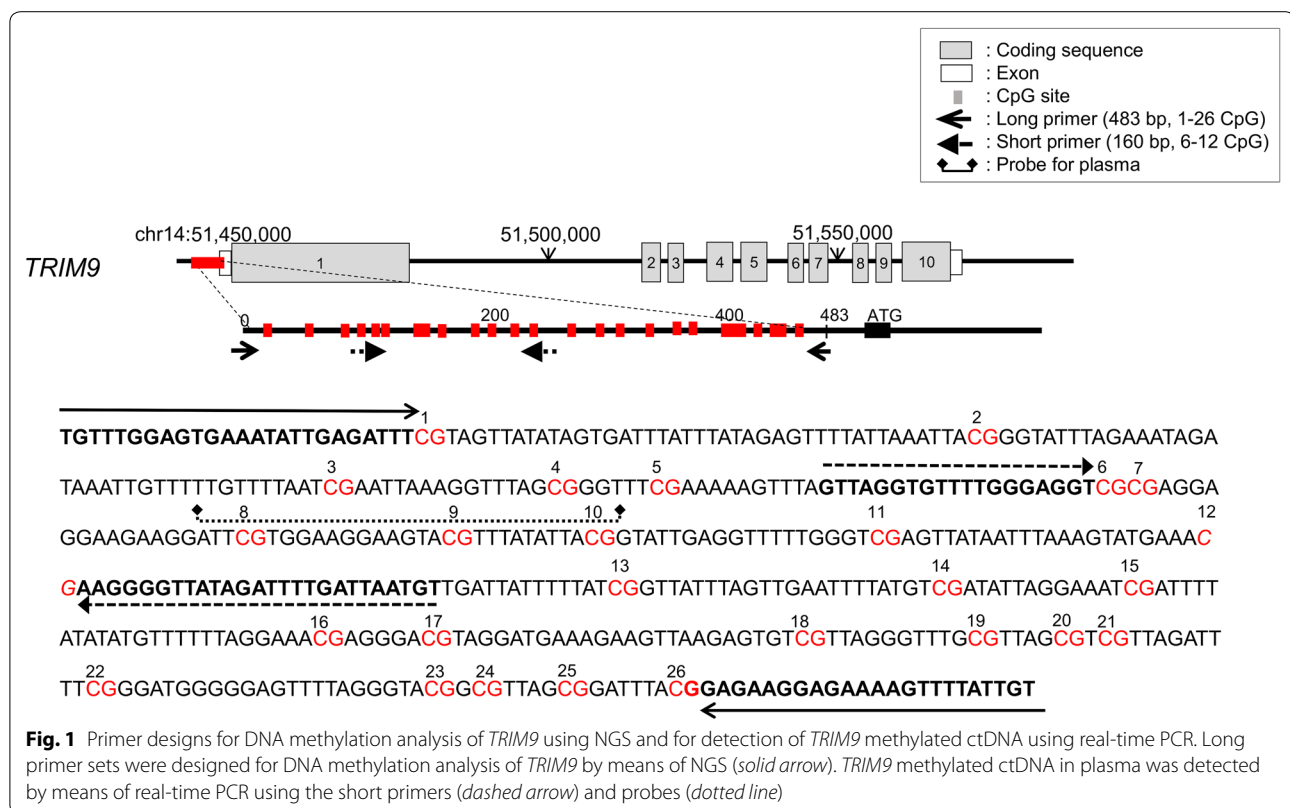 : Coding sequence
: Exon
: CpG site
: Long primer (483 bp, 1-26 CpG)
: Short primer (160 bp, 6-12 CpG)
: Probe for plasma
chr14:51,450,000 51,500,000 51,550,000
TRIM9
1 2 3 4 5 6 7 8 9 10
0 200 400 483 ATG
1 2
TGTTTGGAGTGAAATATTGAGATTTCGTAGTTATATAGTGATTTATTTATAGAGTTTTATTAAATTACGGGTATTTAGAAATAGA
3 4 5 6 7
TAAATTGTTTTTGTTTTAATCGAATTAAAGGTTTAGCGGGTTTCGAAAAAGTTTAGTTAGGTGTTTTGGGAGGTCGCGAGGA
8 9 10 11 12
GGAAGAAGGATTCGTGGAAGGAAGTACGTTTATATTACGGTATTGAGGTTTTTGGGTCGAGTTATAATTTAAAGTATGAAAC
GAAGGGGTTATAGATTTTGATTAATGTTGATTATTTTTATCGGTTATTTAGTTGAATTTTATGTCGATATTAGGAAATCGATTTT
13 14 15
ATATATGTTTTTTAGGAAACGAGGGACGTAGGATGAAAGAAGTTAAGAGTGTCGTTAGGGTTTGCGTTAGCGTCGTTAGATT
16 17 18 19 20 21
TTCGGGATGGGGGAGTTTTAGGGTACGGCGTTAGCGGATTTACGGAGAAGGAGAAAAGTTTTATTGT
22 23 24 25 26
Fig. 1 Primer designs for DNA methylation analysis of TRIM9 using NGS and for detection of TRIM9 methylated ctDNA using real-time PCR. Long
primer sets were designed for DNA methylation analysis of TRIM9 by means of NGS (solid arrow). TRIM9 methylated ctDNA in plasma was detected
by means of real-time PCR using the short primers (dashed arrow) and probes (dotted line)